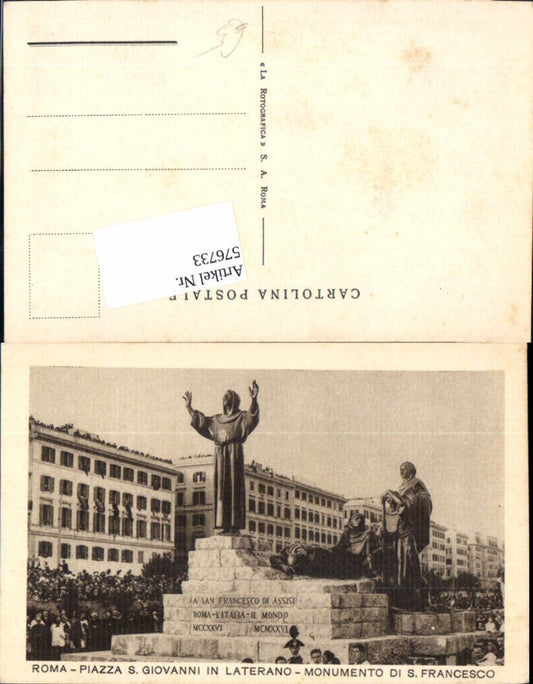 59
« LA ROTOGRAFICA » S. A. ROMA
Artikel Nr.
576733
CARTOLINA POSTALE
A SAN FRANCESCO DI ASSISI
ROMA-L'ITALIA-IL MONDO
MCCXXVI MCMXXVI
ROMA - PIAZZA S. GIOVANNI IN LATERANO - MONUMENTO DI S. FRANCESCO